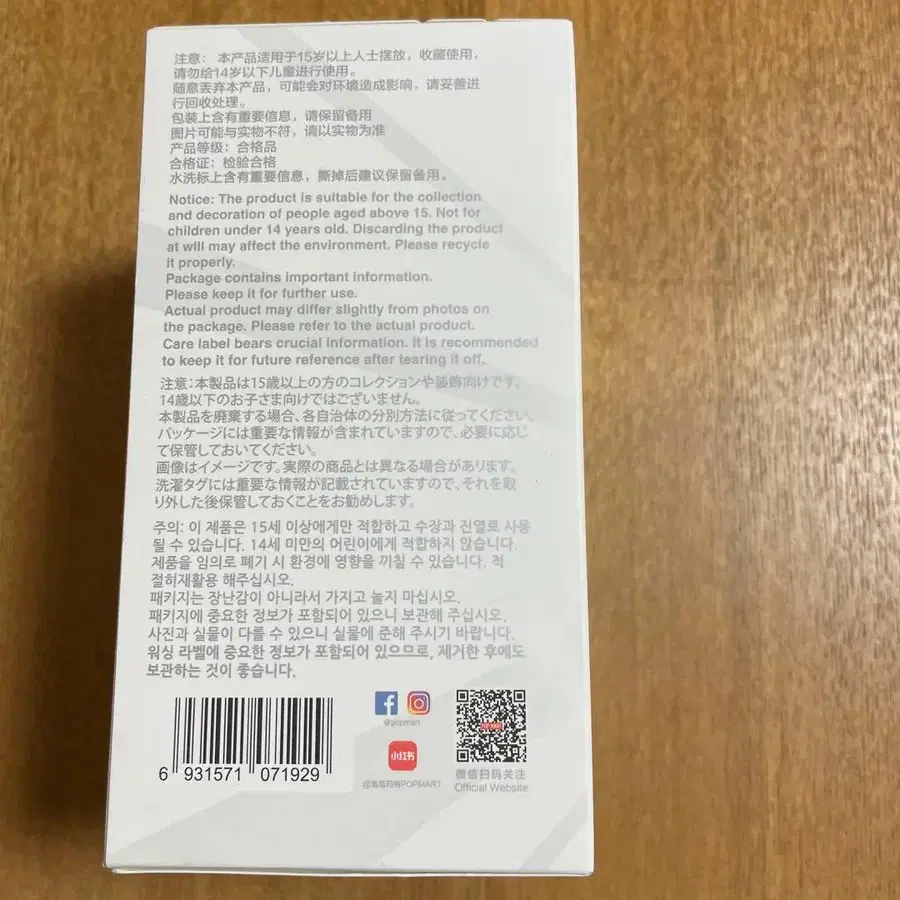 注意：本产品适用于15岁以上人士摆放，收藏使用，
请勿给14岁以下儿童进行使用。
随意丢弃本产品，可能会对环境造成影响，请妥善进
行回收处理。
包装上含有重要信息，请保留备用
图片可能与实物不符，请以实物为准
产品等级：合格品
合格证：检验合格
水洗标上含有重要信息，撕掉后建议保留备用。
Notice: The product is suitable for the collection
and decoration of people aged above 15. Not for
children under 14 years old. Discarding the product
at will may affect the environment. Please recycle
it properly.
Package contains important information.
Please keep it for further use.
Actual product may differ slightly from photos on
the package. Please refer to the actual product.
Care label bears crucial information. It is recommended
to keep it for future reference after tearing it off.
注意：本製品は15歳以上の方のコレクションや装飾向けです。
14歳以下のお子さま向けではございません。
本製品を廃棄する場合、各自治体の分別方法に従ってください。
パッケージには重要な情報が含まれていますので、必要に応じ
て保管しておいてください。
画像はイメージです。実際の商品とは異なる場合があります。
洗濯タグには重要な情報が記載されていますので、それを取
り外した後保管しておくことをお勧めします。
주의: 이 제품은 15세 이상에게만 적합하고 수장과 진열로 사용
될 수 있습니다. 14세 미만의 어린이에게 적합하지 않습니다.
제품을 임의로 폐기 시 환경에 영향을 끼칠 수 있습니다. 적
절히재활용 해주십시오.
패키지는 장난감이 아니라서 가지고 놀지 마십시오.
패키지에 중요한 정보가 포함되어 있으니 보관해 주십시오.
사진과 실물이 다를 수 있으니 실물에 준해 주시기 바랍니다.
워싱 라벨에 중요한 정보가 포함되어 있으므로, 제거한 후에도
보관하는 것이 좋습니다.
6 931571 071929
@popmart
小红书
@泡泡玛特POPMART
POP MART
微信扫码关注
Official Website